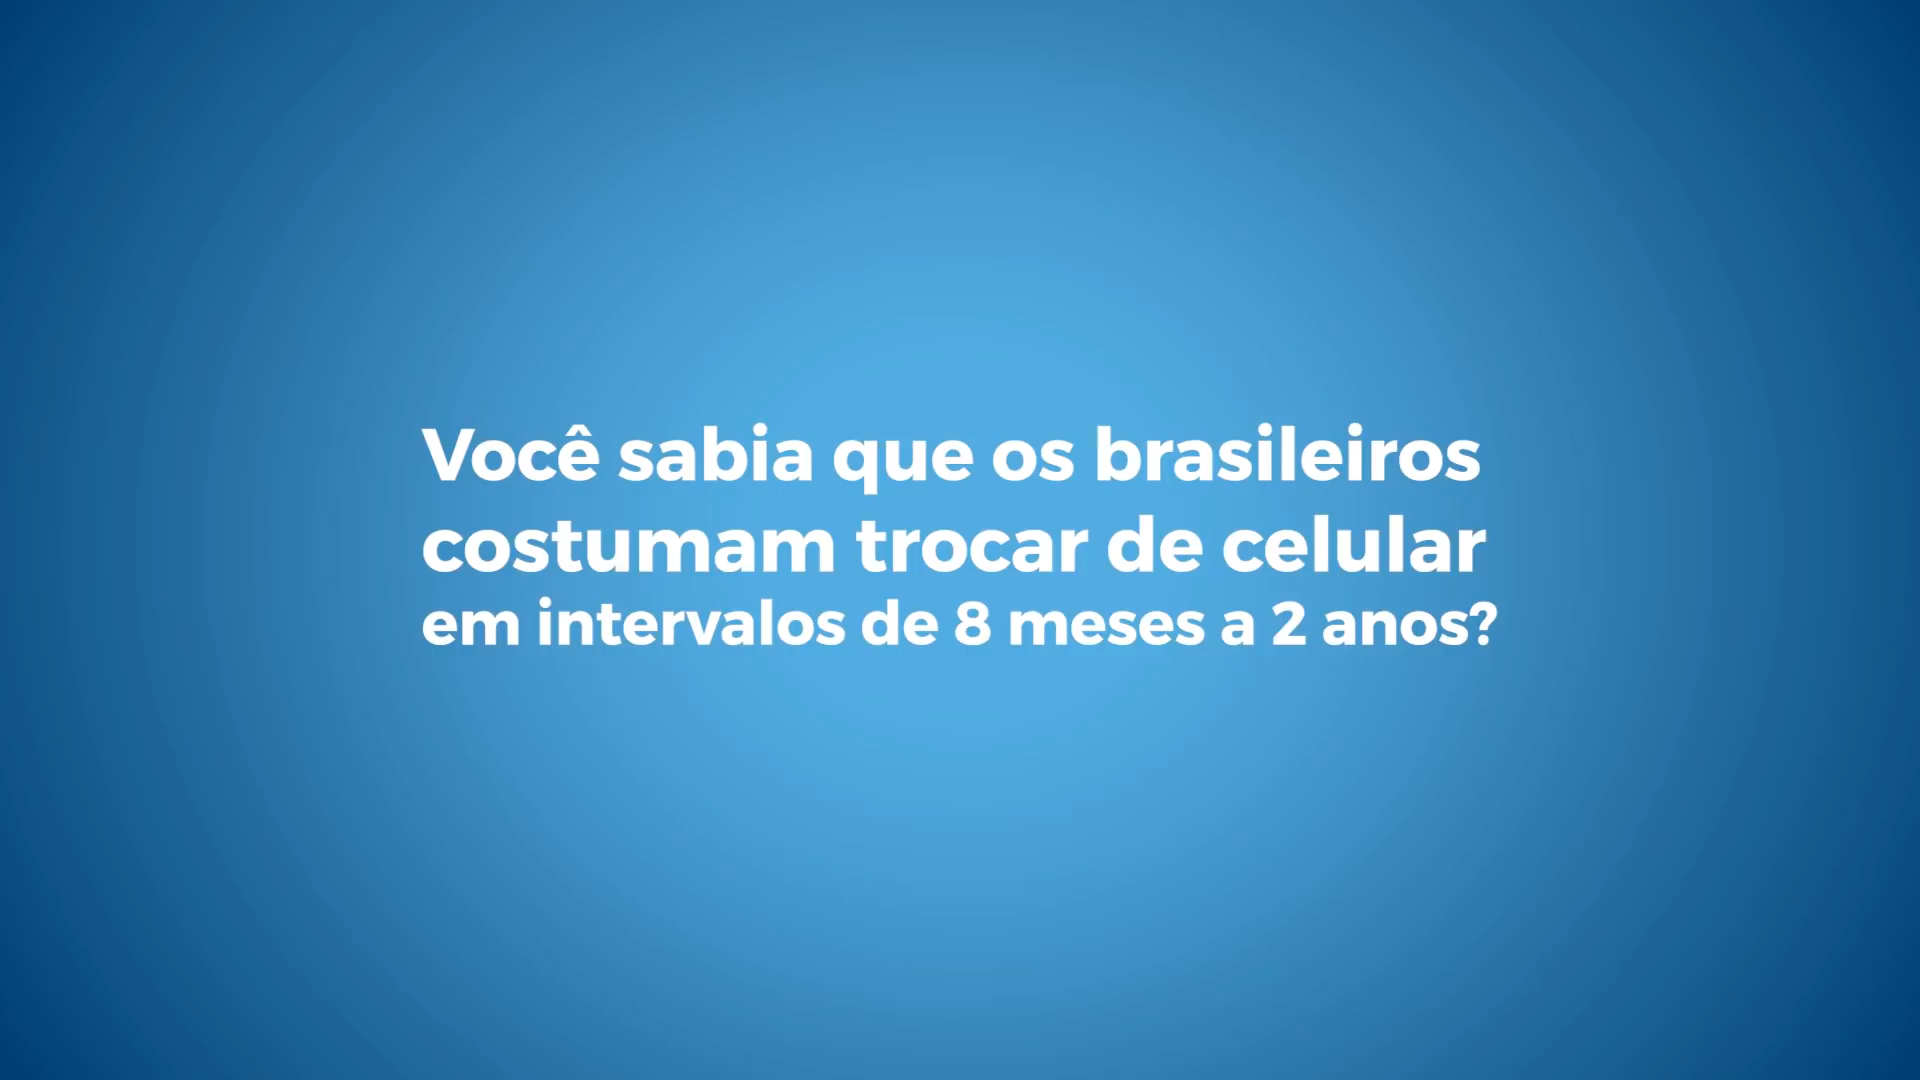 Você sabia que os brasileiros
costumam trocar de celular
em intervalos de 8 meses a 2 anos?